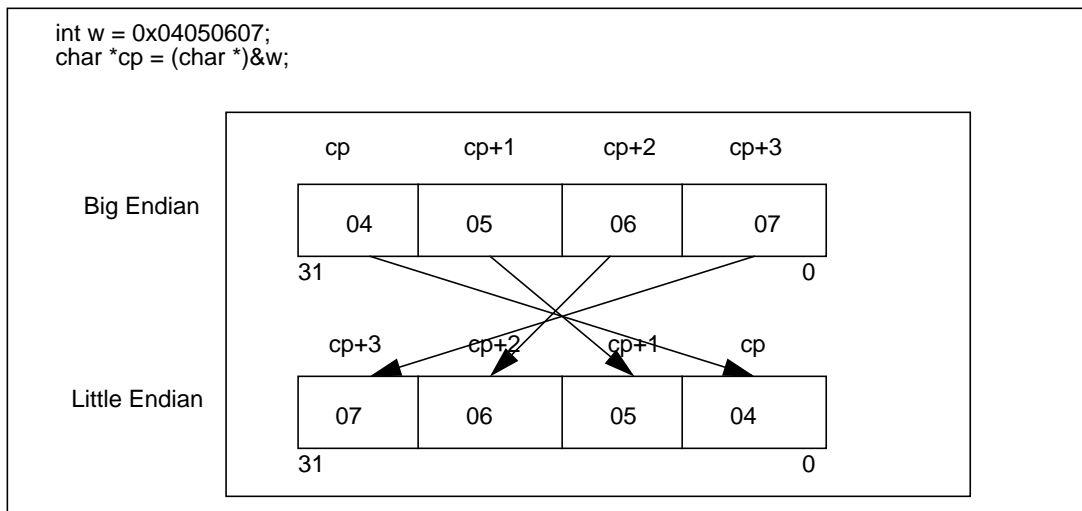 int w = 0x04050607;
char *cp = (char *)&w;
cp cp+1 cp+2 cp+3
Big Endian 04 05 06 07
31 0
cp+3 cp+2 cp+1 cp
Little Endian 07 06 05 04
31 0